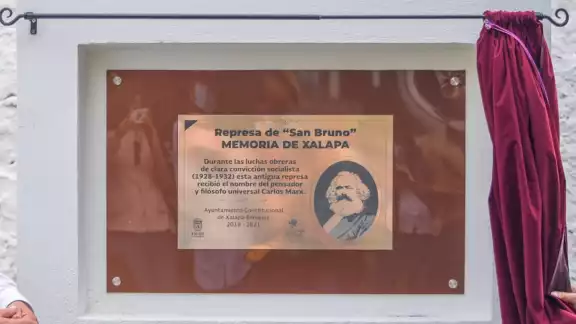 Represa de “San Bruno”
MEMORIA DE XALAPA
Durante las luchas obreras
de clara convicción socialista
(1928-1932) esta antigua represa
recibió el nombre del pensador
y filósofo universal Carlos Marx.
Ayuntamiento Constitucional
de Xalapa-Enríquez
2018 - 2021